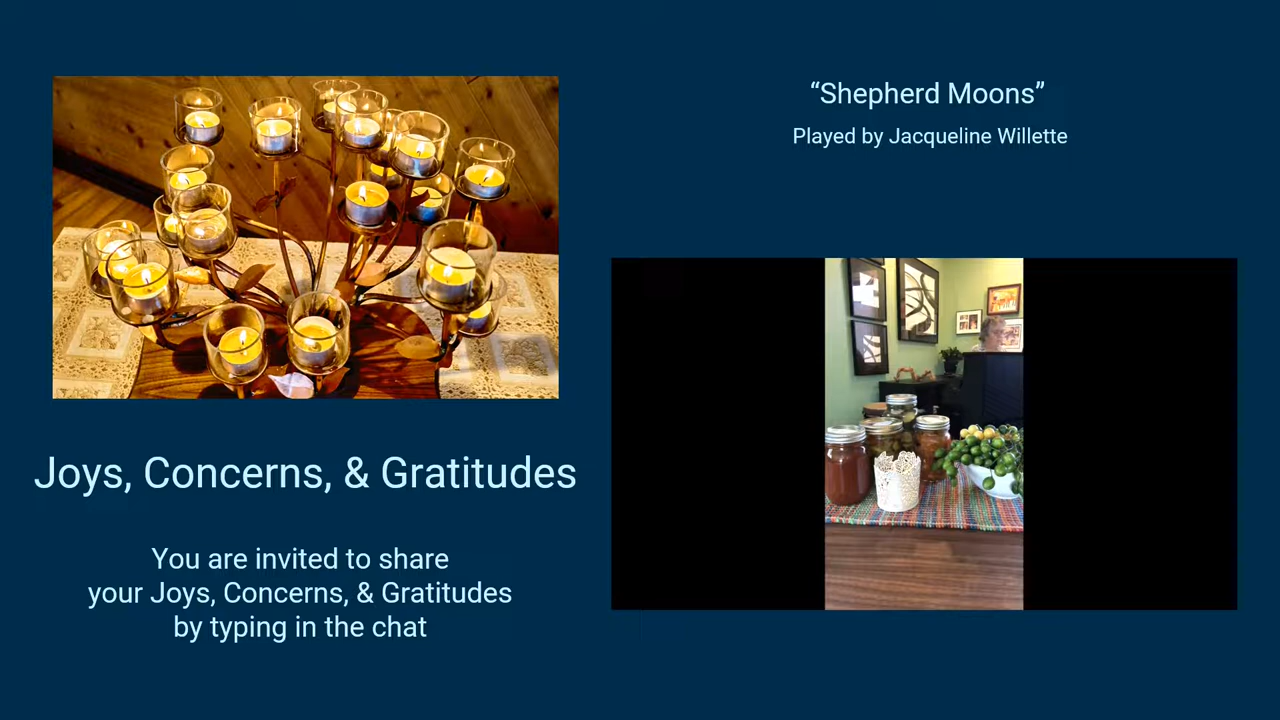 “Shepherd Moons”
Played by Jacqueline Willette
Joys, Concerns, & Gratitudes
You are invited to share
your Joys, Concerns, & Gratitudes
by typing in the chat